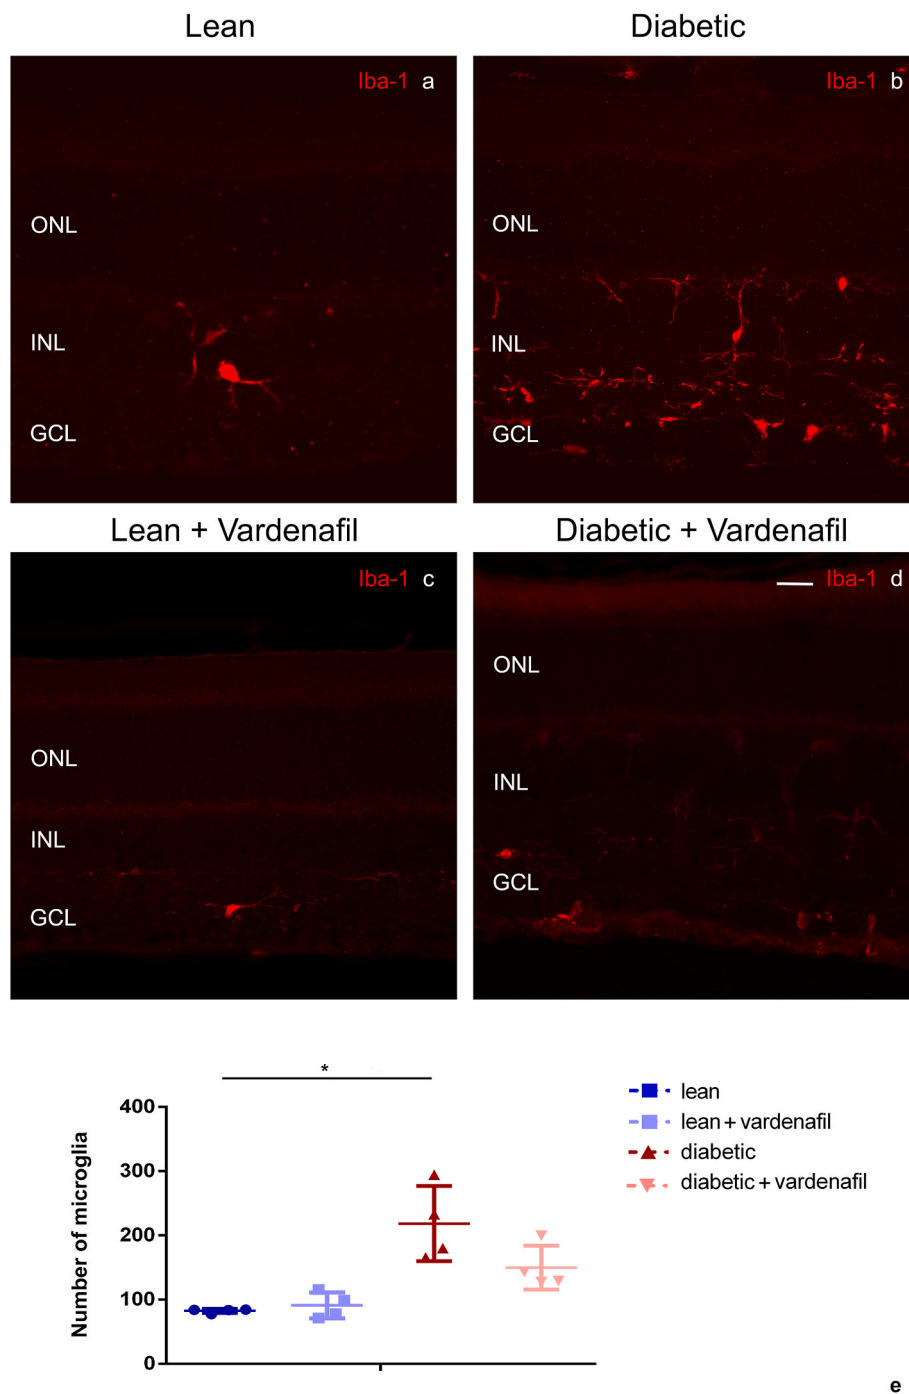 Lean
Diabetic
Iba-1 a
Iba-1 b
ONL
ONL
INL
INL
GCL
GCL
Lean + Vardenafil
Diabetic + Vardenafil
Iba-1 c
Iba-1 d
ONL
ONL
INL
INL
GCL
GCL
*
Number of microglia
400
300
200
100
0
lean
lean + vardenafil
diabetic
diabetic + vardenafil
e